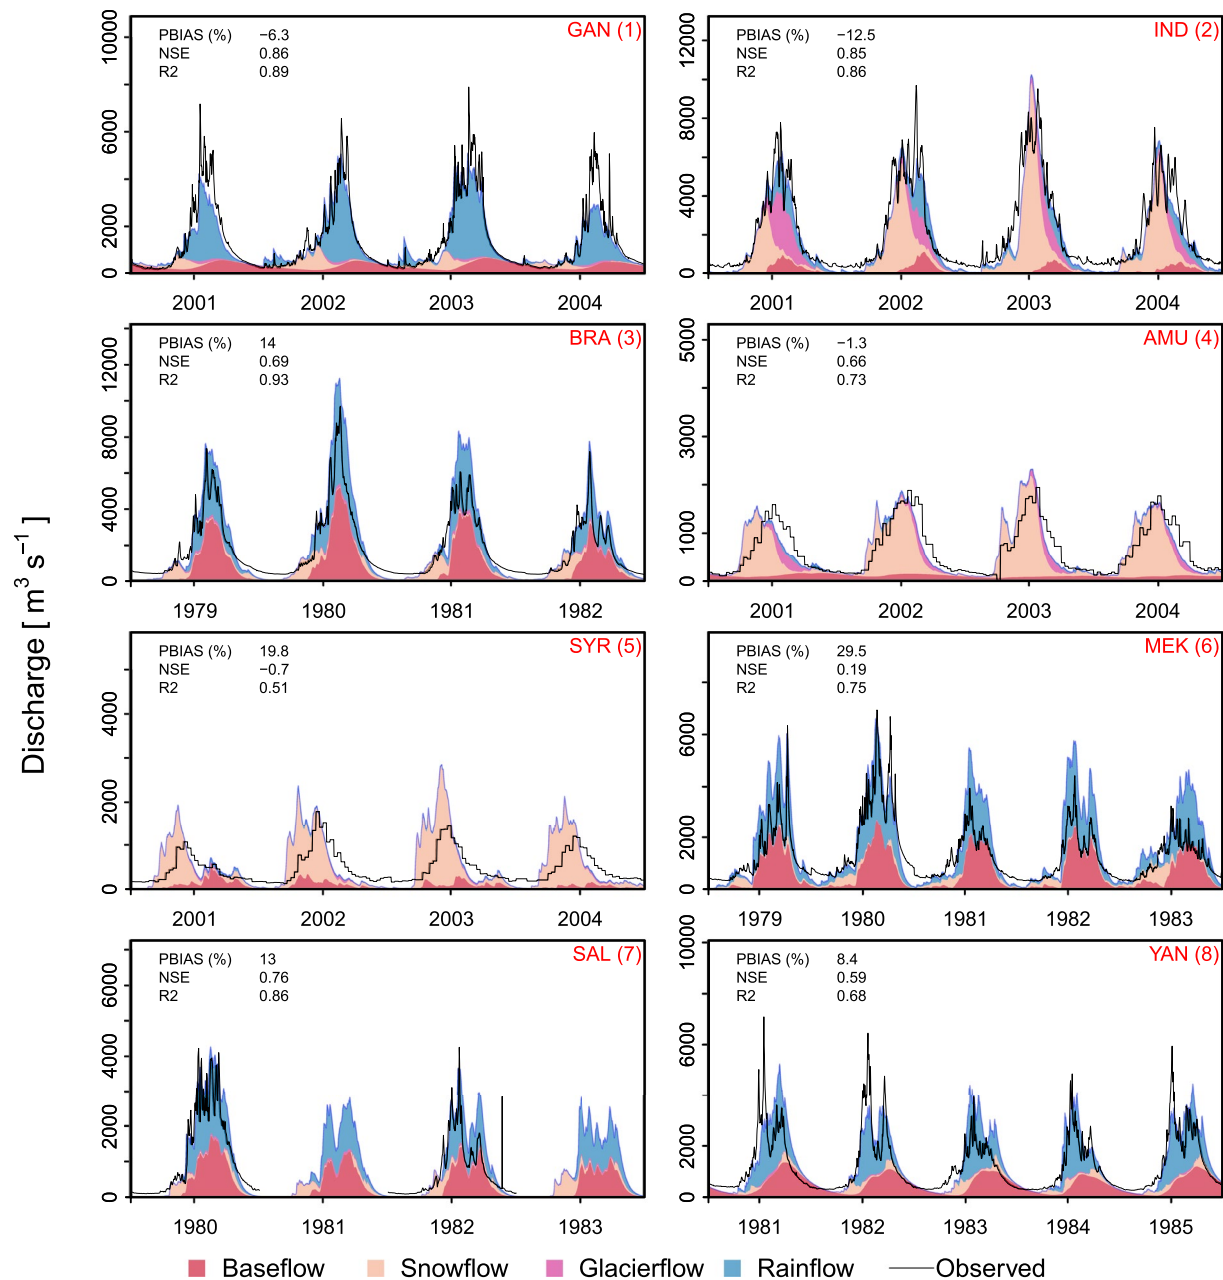 Discharge [ m³ s⁻¹ ]
GAN (1)
PBIAS (%) −6.3
NSE 0.86
R2 0.89
10000
6000
2000
0
2001 2002 2003 2004
IND (2)
PBIAS (%) −12.5
NSE 0.85
R2 0.86
12000
8000
4000
0
2001 2002 2003 2004
BRA (3)
PBIAS (%) 14
NSE 0.69
R2 0.93
12000
8000
4000
0
1979 1980 1981 1982
AMU (4)
PBIAS (%) −1.3
NSE 0.66
R2 0.73
5000
3000
1000
0
2001 2002 2003 2004
SYR (5)
PBIAS (%) 19.8
NSE −0.7
R2 0.51
4000
2000
0
2001 2002 2003 2004
MEK (6)
PBIAS (%) 29.5
NSE 0.19
R2 0.75
6000
2000
0
1979 1980 1981 1982 1983
SAL (7)
PBIAS (%) 13
NSE 0.76
R2 0.86
6000
4000
2000
0
1980 1981 1982 1983
YAN (8)
PBIAS (%) 8.4
NSE 0.59
R2 0.68
10000
6000
2000
0
1981 1982 1983 1984 1985
Baseflow Snowflow Glacierflow Rainflow Observed